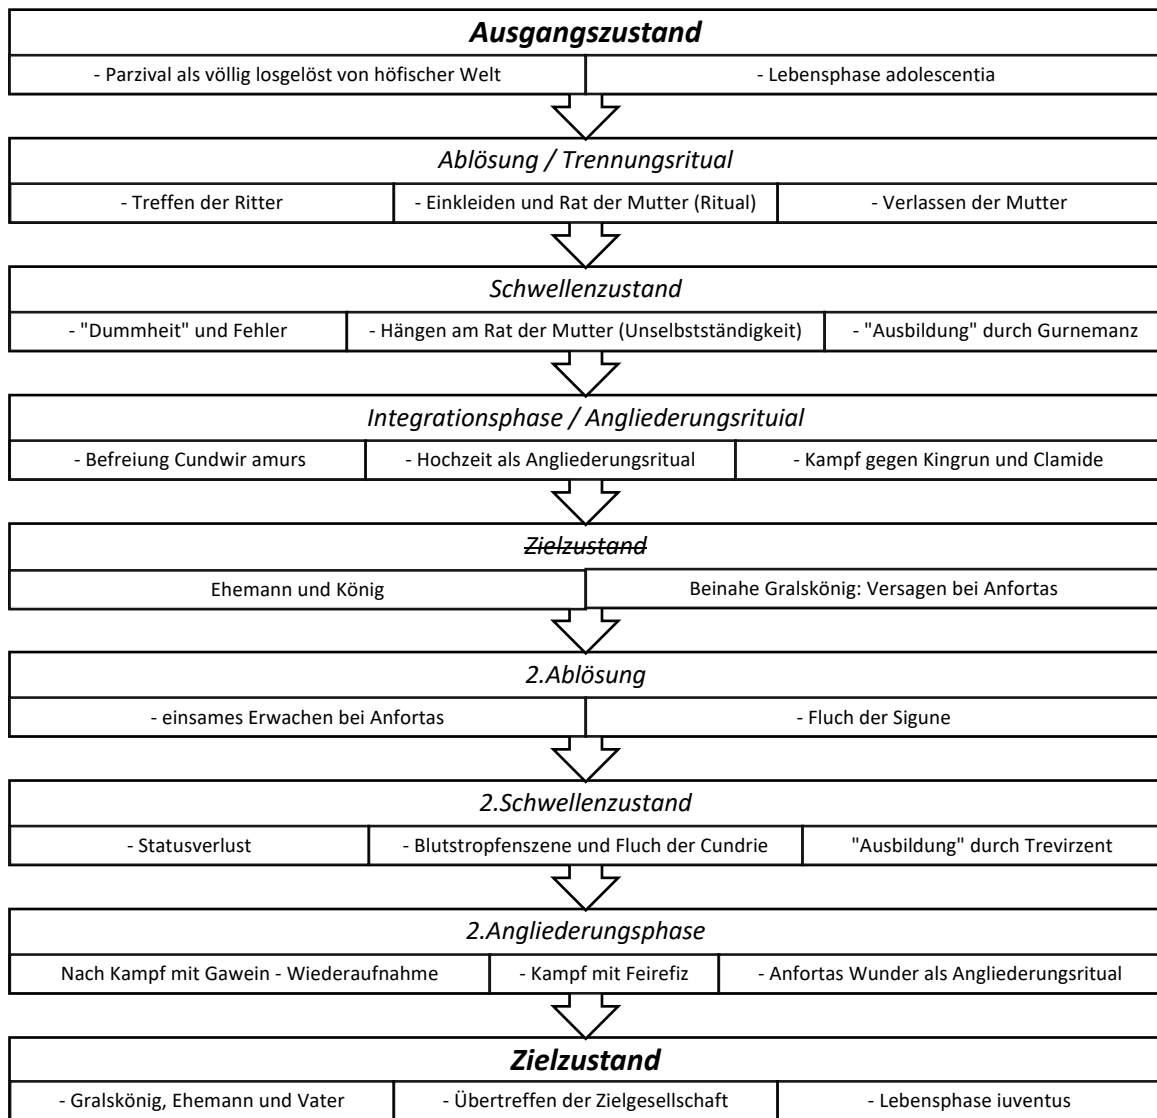 Ausgangszustand
- Parzival als völlig losgelöst von höfischer Welt
- Lebensphase adolescentia
Ablösung / Trennungsritual
- Treffen der Ritter
- Einkleiden und Rat der Mutter (Ritual)
- Verlassen der Mutter
Schwellenzustand
- "Dummheit" und Fehler
- Hängen am Rat der Mutter (Unselbstständigkeit)
- "Ausbildung" durch Gurnemanz
Integrationsphase / Angliederungsrituial
- Befreiung Cundwir amurs
- Hochzeit als Angliederungsritual
- Kampf gegen Kingrun und Clamide
Zielzustand
Ehemann und König
Beinahe Gralskönig: Versagen bei Anfortas
2.Ablösung
- einsames Erwachen bei Anfortas
- Fluch der Sigune
2.Schwellenzustand
- Statusverlust
- Blutstropfenszene und Fluch der Cundrie
"Ausbildung" durch Trevirzent
2.Angliederungsphase
Nach Kampf mit Gawein - Wiederaufnahme
- Kampf mit Feirefiz
- Anfortas Wunder als Angliederungsritual
Zielzustand
- Gralskönig, Ehemann und Vater
- Übertreffen der Zielgesellschaft
- Lebensphase iuventus